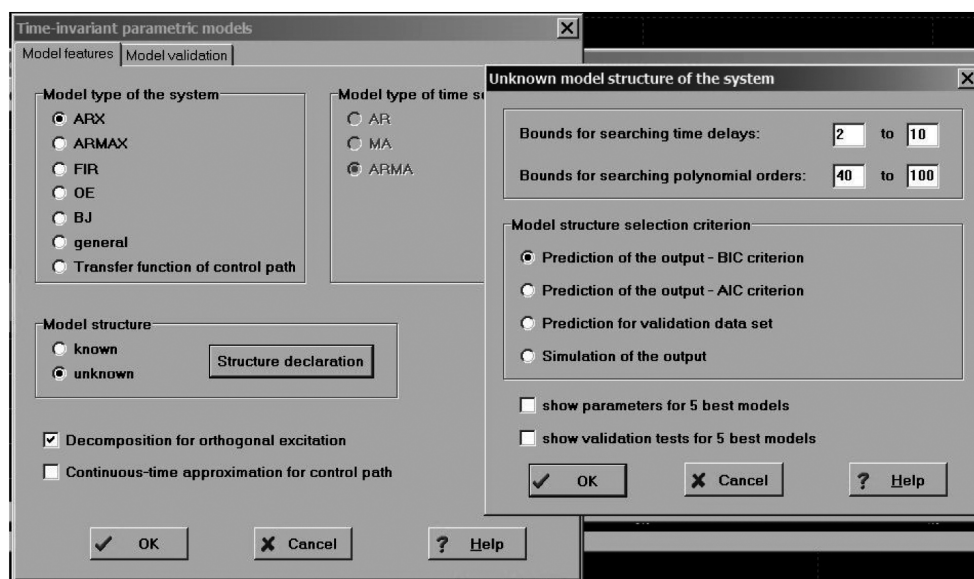 Time-invariant parametric models
Model features
Model validation
Model type of the system
ARX
ARMAX
FIR
OE
BJ
general
Transfer function of control path
Model type of time s
AR
MA
ARMA
Model structure
known
unknown
Structure declaration
Decomposition for orthogonal excitation
Continuous-time approximation for control path
OK
Cancel
? Help
Unknown model structure of the system
Bounds for searching time delays: 2 to 10
Bounds for searching polynomial orders: 40 to 100
Model structure selection criterion
Prediction of the output - BIC criterion
Prediction of the output - AIC criterion
Prediction for validation data set
Simulation of the output
show parameters for 5 best models
show validation tests for 5 best models
OK
Cancel
? Help